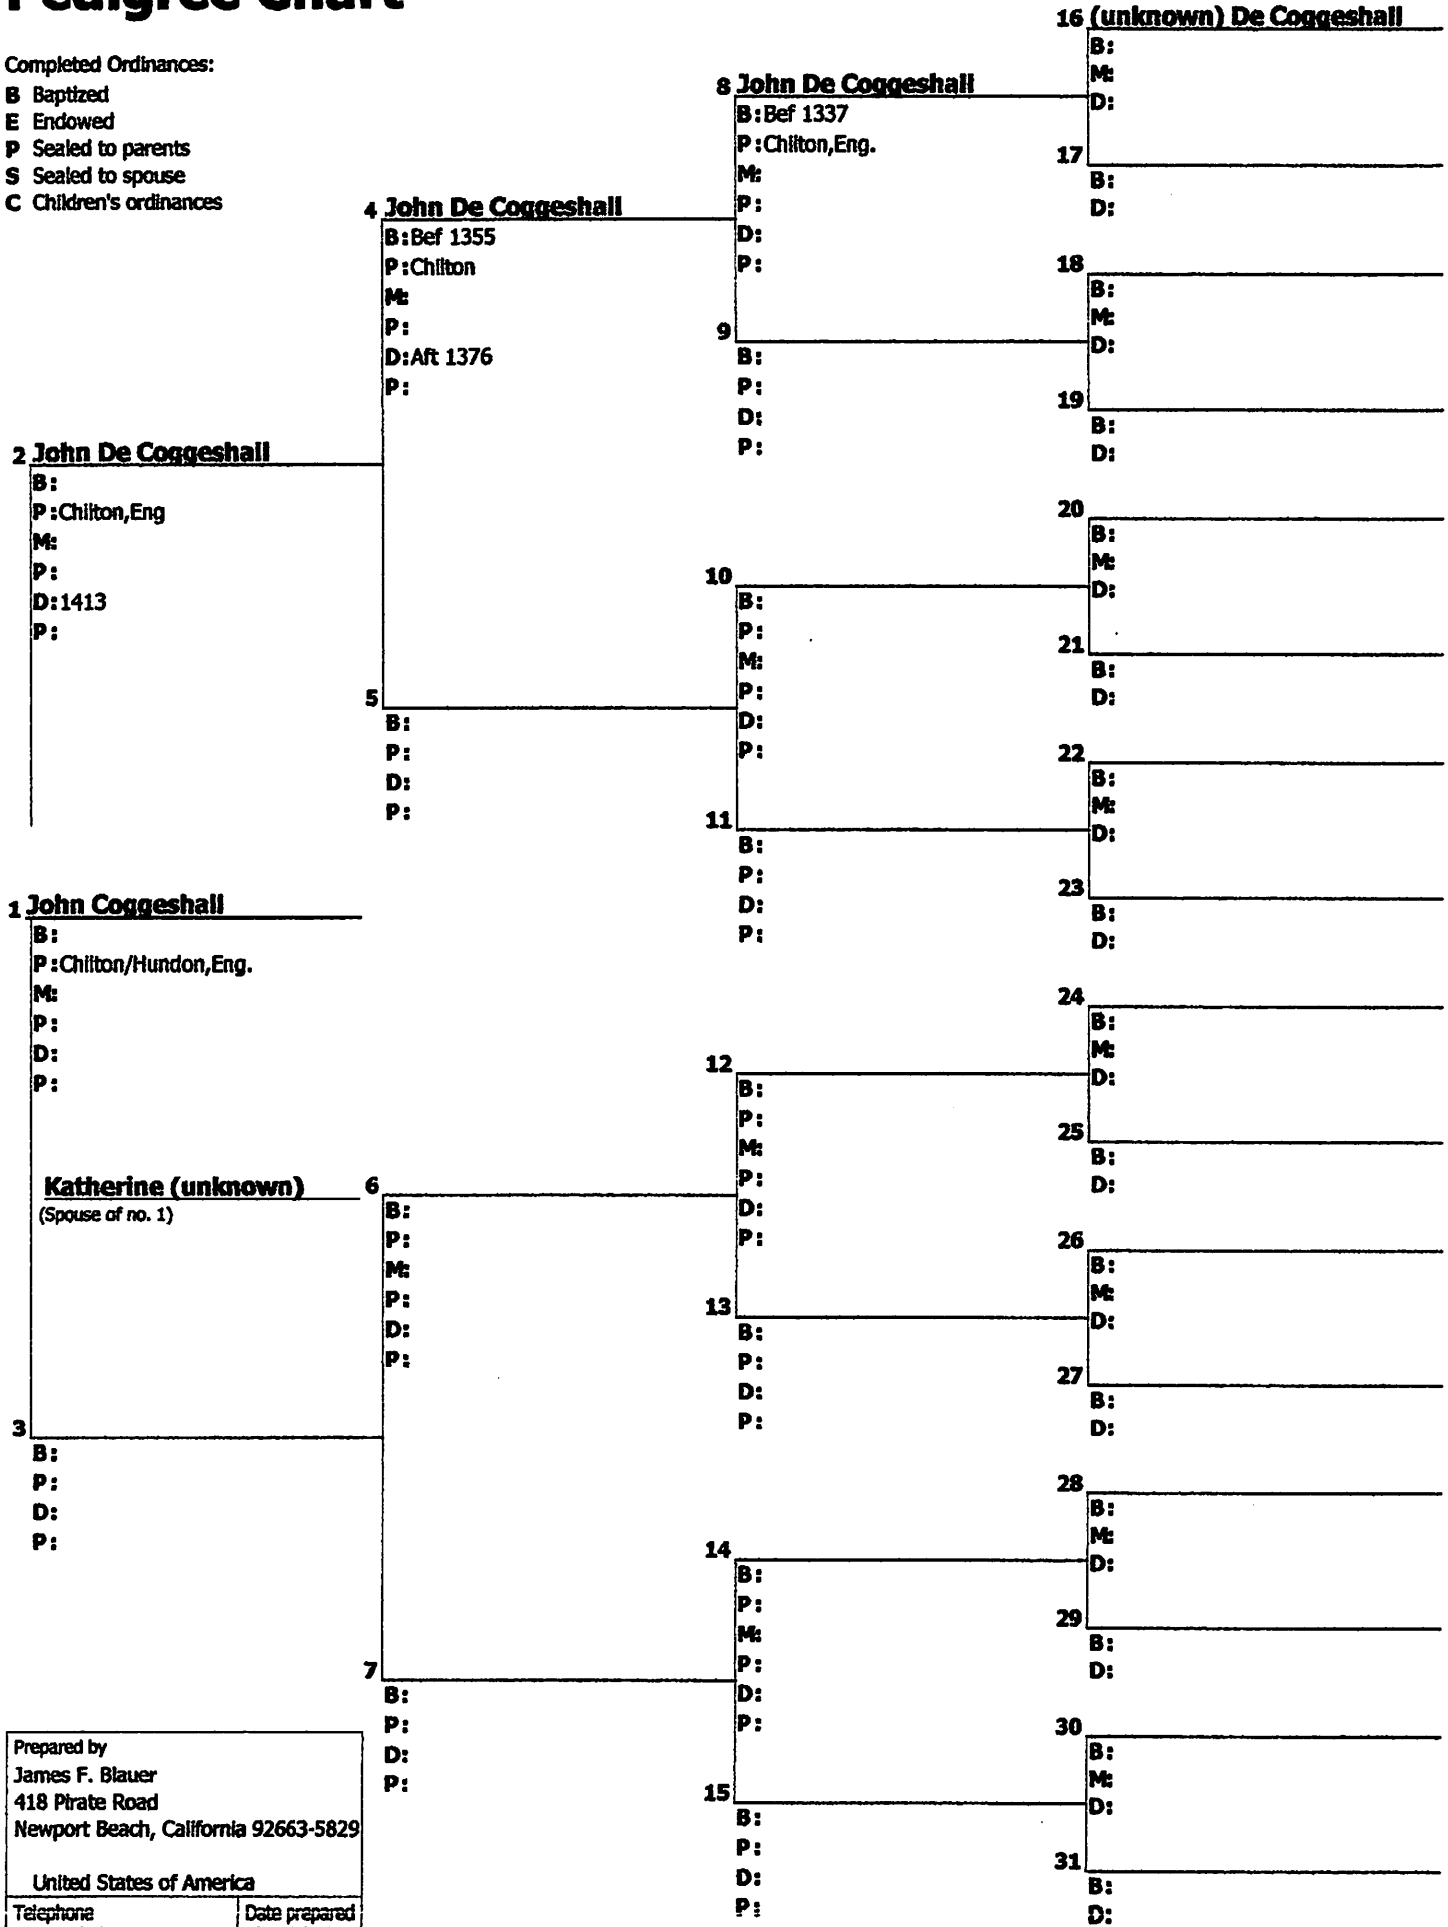 Pedigree Chart
Completed Ordinances:
B Baptized
E Endowed
P Sealed to parents
S Sealed to spouse
C Children's ordinances
2 John De Coggeshall
B:
P:Chilton,Eng
M:
P:
D:1413
P:
1 John Coggeshall
B:
P:Chilton/Hundon,Eng.
M:
P:
D:
P:
Katherine (unknown)
(Spouse of no. 1)
3
B:
P:
D:
P:
4 John De Coggeshall
B:Bef 1355
P:Chilton
M:
P:
D:Aft 1376
P:
5
B:
P:
D:
P:
6
B:
P:
M:
P:
D:
P:
7
B:
P:
D:
P:
8 John De Coggeshall
B:Bef 1337
P:Chilton,Eng.
M:
P:
D:
P:
9
B:
P:
D:
P:
10
B:
P:
M:
P:
D:
P:
11
B:
P:
D:
P:
12
B:
P:
M:
P:
D:
P:
13
B:
P:
D:
P:
14
B:
P:
M:
P:
D:
P:
15
B:
P:
D:
P:
16 (unknown) De Coggeshall
B:
M:
D:
17
B:
D:
18
B:
M:
D:
19
B:
D:
20
B:
M:
D:
21
B:
D:
22
B:
M:
D:
23
B:
D:
24
B:
M:
D:
25
B:
D:
26
B:
M:
D:
27
B:
D:
28
B:
M:
D:
29
B:
D:
30
B:
M:
D:
31
B:
D:
Prepared by
James F. Blauer
418 Pirate Road
Newport Beach, California 92663-5829
United States of America
Telephone
Date prepared